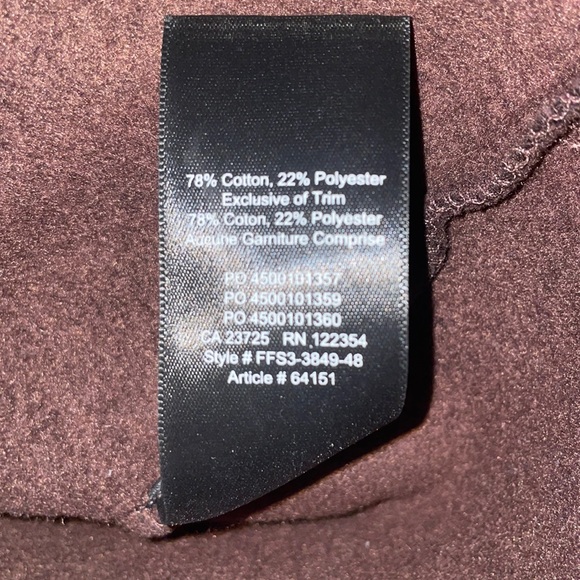 78% Cotton, 22% Polyester
Exclusive of Trim
78% Coton, 22% Polyester
Aucune Garniture Comprise
PO 4500101357
PO 4500101359
PO 4500101360
CA 23725 RN 122354
Style # FFS3-3849-48
Article # 64151